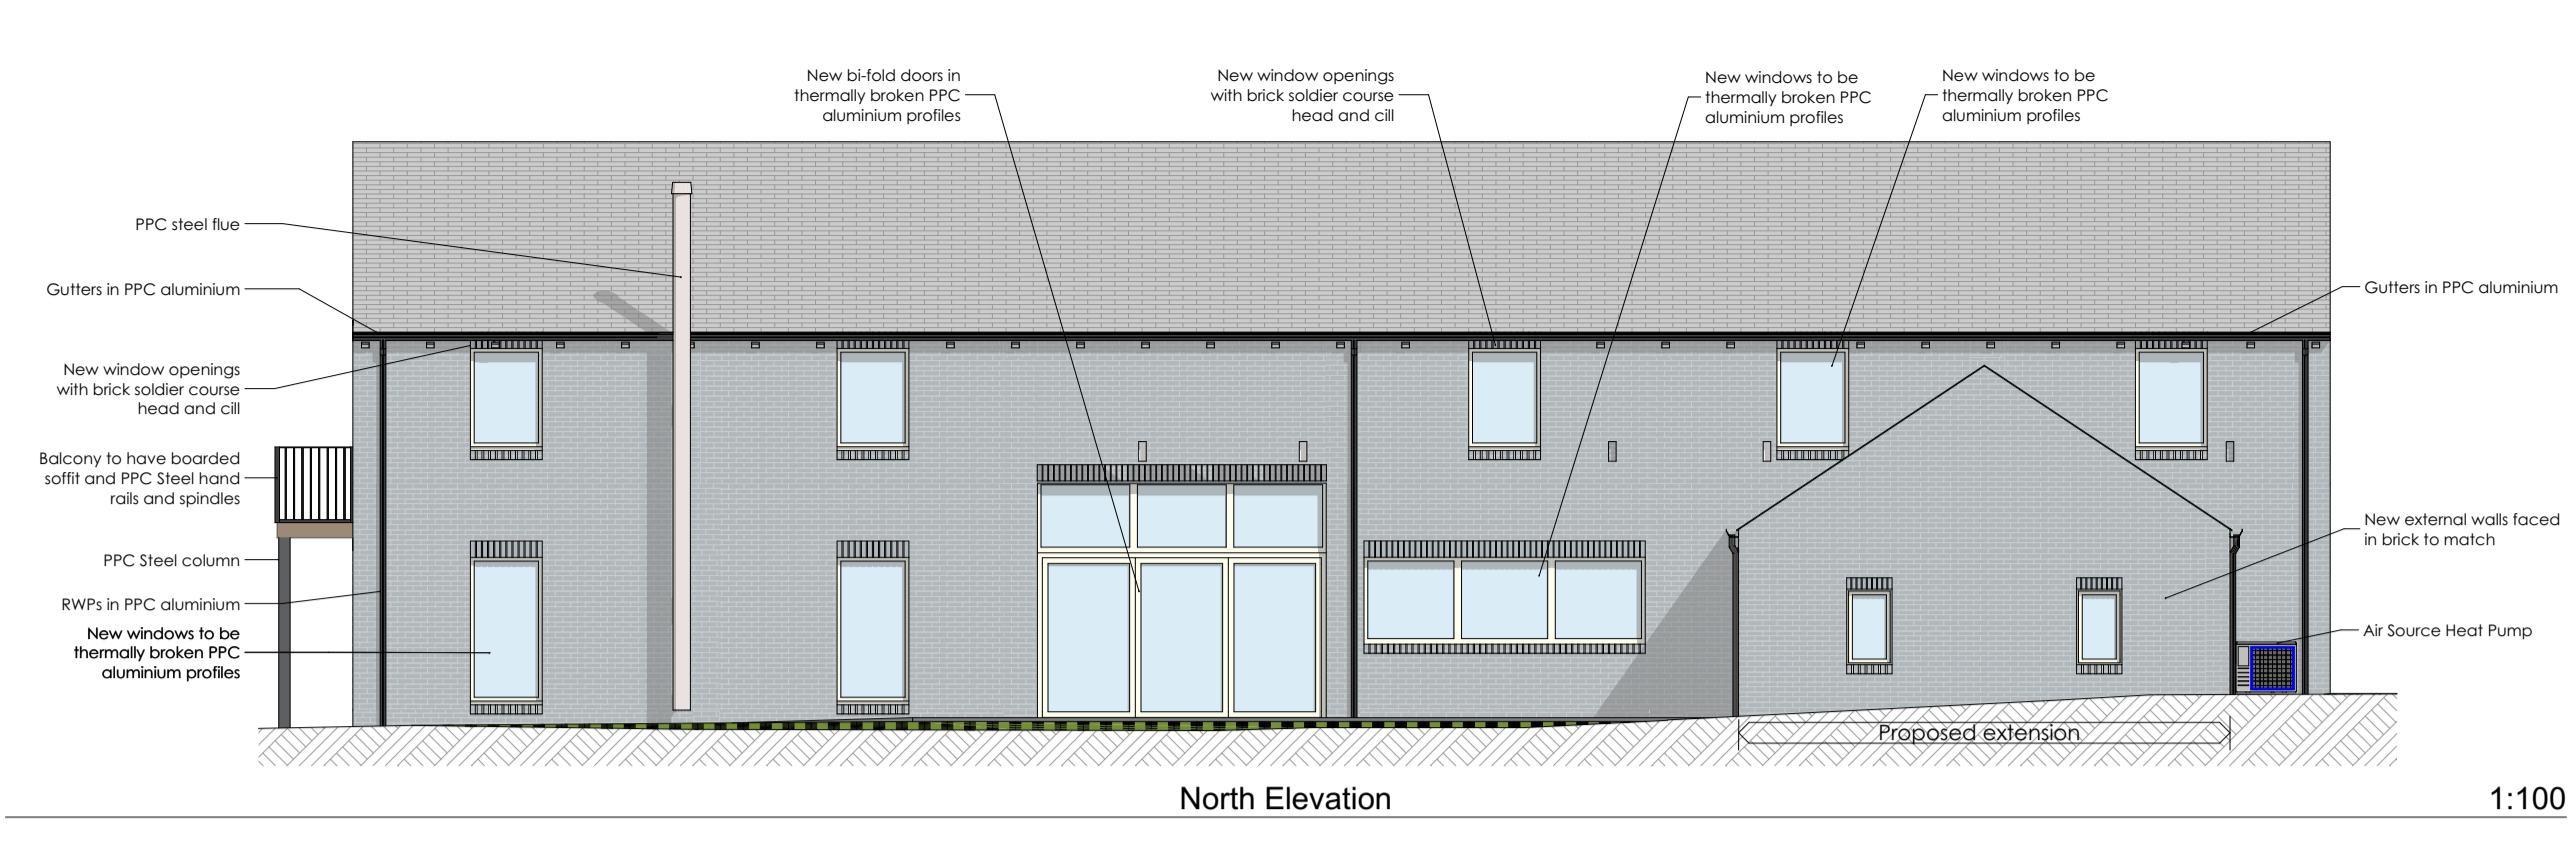 New bi-fold doors in
thermally broken PPC
aluminium profiles
New window openings
with brick soldier course
head and cill
New windows to be
thermally broken PPC
aluminium profiles
New windows to be
thermally broken PPC
aluminium profiles
PPC steel flue
Gutters in PPC aluminium
New window openings
with brick soldier course
head and cill
Balcony to have boarded
soffit and PPC Steel hand
rails and spindles
PPC Steel column
RWPs in PPC aluminium
New windows to be
thermally broken PPC
aluminium profiles
Gutters in PPC aluminium
New external walls faced
in brick to match
Air Source Heat Pump
Proposed extension
North Elevation
1:100